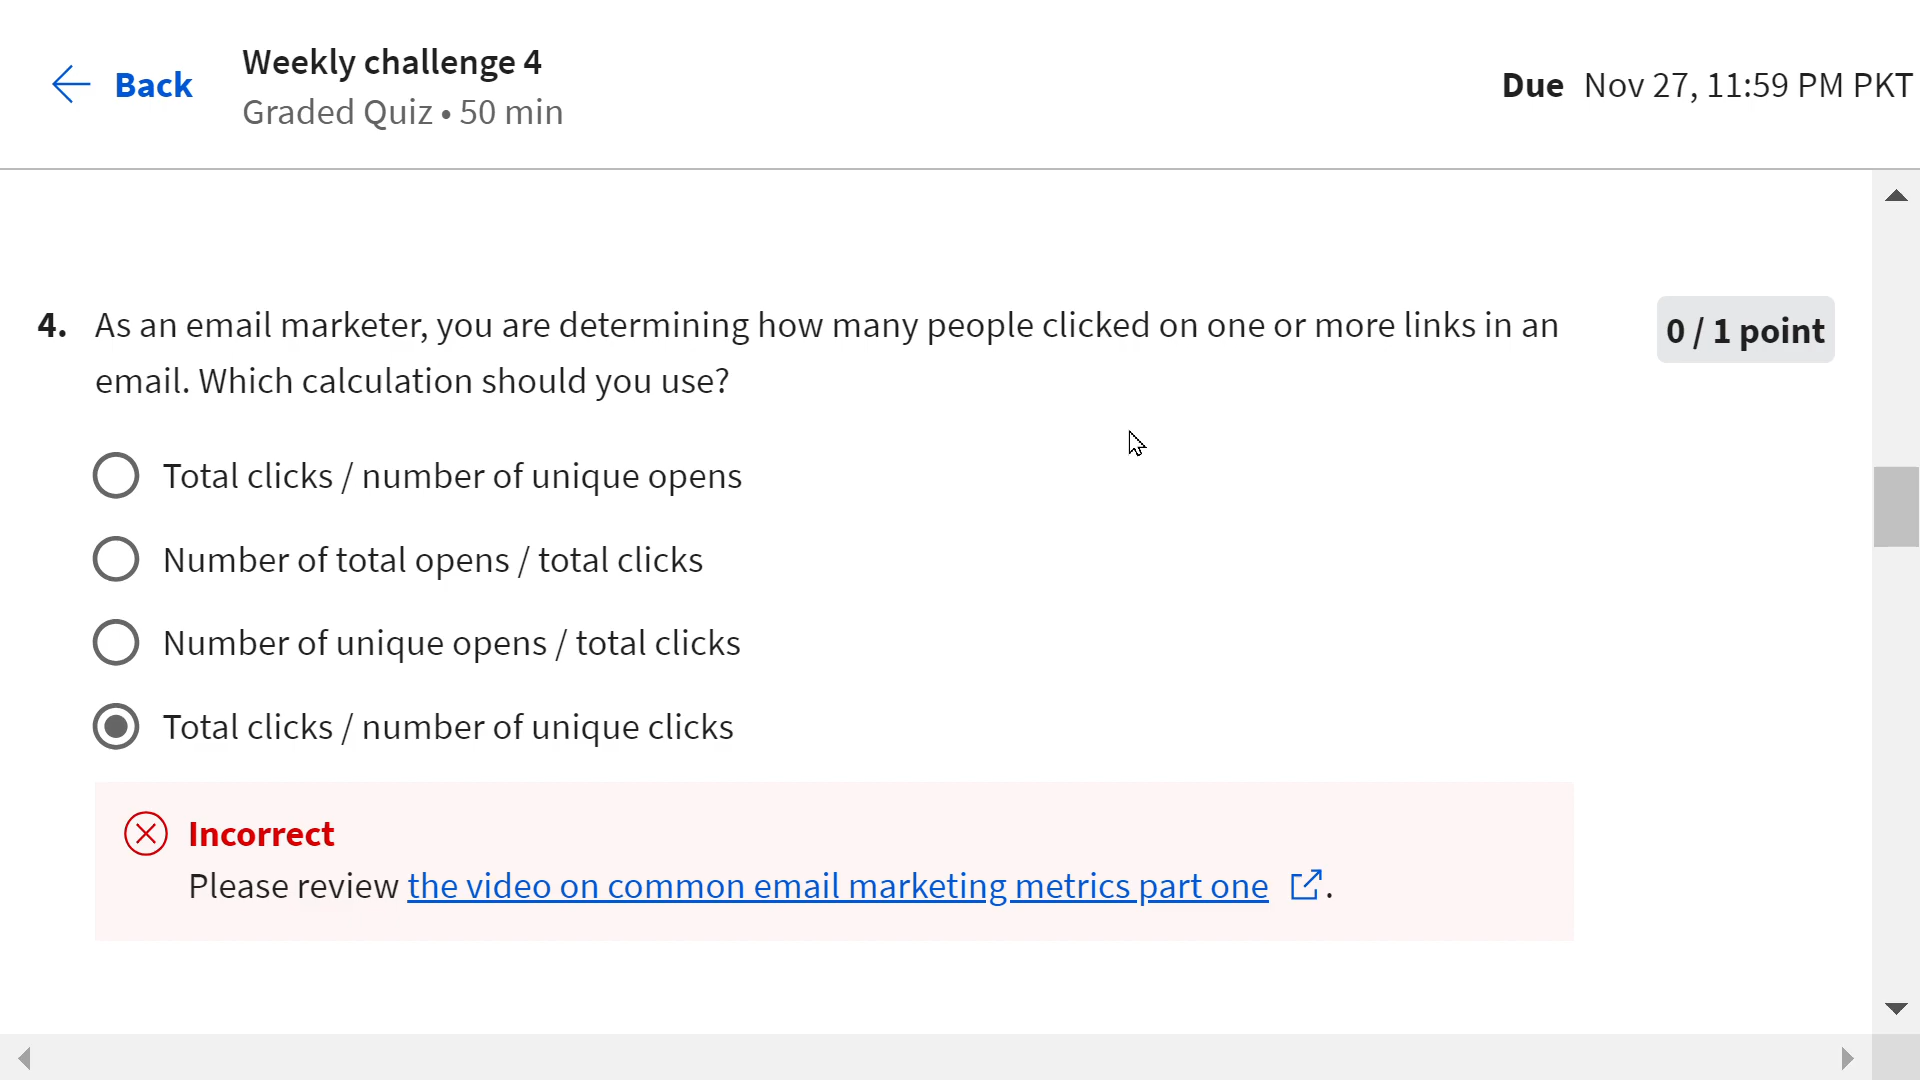 Back
Weekly challenge 4
Graded Quiz • 50 min
Due Nov 27, 11:59 PM PKT
4. As an email marketer, you are determining how many people clicked on one or more links in an
email. Which calculation should you use?
0 / 1 point
Total clicks / number of unique opens
Number of total opens / total clicks
Number of unique opens / total clicks
Total clicks / number of unique clicks
Incorrect
Please review the video on common email marketing metrics part one .